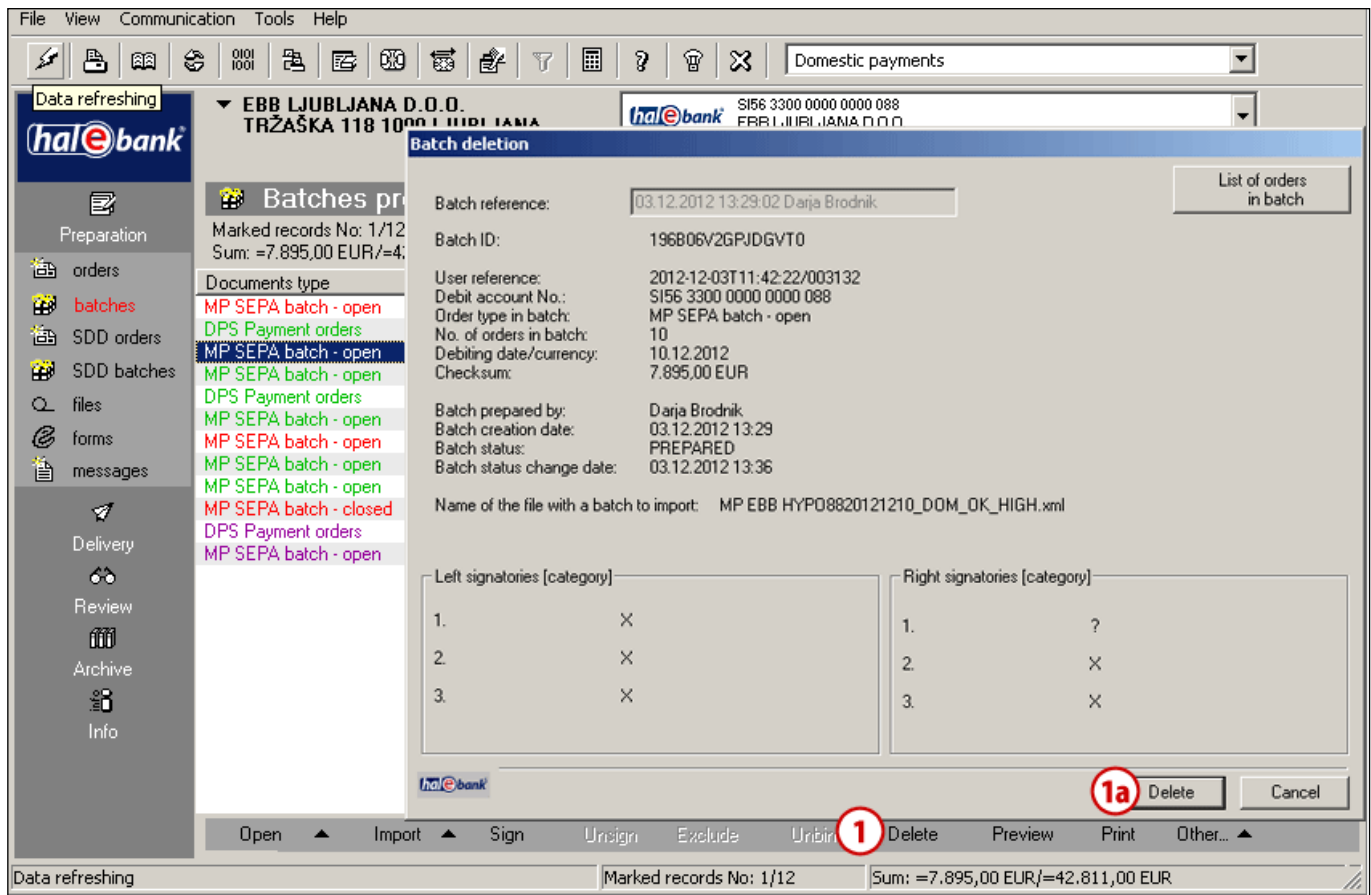 File View Communication Tools Help
Domestic payments
Data refreshing
hal@bank
EBB LJUBLJANA D.O.O.
TRŽAŠKA 118 1000 LJUBLJANA
hal@bank
SI56 3300 0000 0000 088
EBB LJUBLJANA D.O.O.
Preparation
orders
batches
SDD orders
SDD batches
files
forms
messages
Delivery
Review
Archive
Info
Batches
Marked records No: 1/12
Sum: =7.895,00 EUR/=4
Documents type
MP SEPA batch - open
DPS Payment orders
MP SEPA batch - open
MP SEPA batch - open
DPS Payment orders
MP SEPA batch - open
MP SEPA batch - open
MP SEPA batch - open
MP SEPA batch - open
MP SEPA batch - closed
DPS Payment orders
MP SEPA batch - open
Batch deletion
List of orders
in batch
Batch reference: 03.12.2012 13:29:02 Darja Brodnik
Batch ID: 196B06V2GPJDGVT0
User reference: 2012-12-03T11:42:22/003132
Debit account No.: SI56 3300 0000 0000 088
Order type in batch: MP SEPA batch - open
No. of orders in batch: 10
Debiting date/currency: 10.12.2012
Checksum: 7.895,00 EUR
Batch prepared by: Darja Brodnik
Batch creation date: 03.12.2012 13:29
Batch status: PREPARED
Batch status change date: 03.12.2012 13:36
Name of the file with a batch to import: MP EBB HYPO8820121210_DOM_OK_HIGH.xml
Left signatories [category]
1. X
2. X
3. X
Right signatories [category]
1. ?
2. X
3. X
hal@bank
1a Delete Cancel
Open Import Sign Unsign Exclude 1 Delete Preview Print Other...
Data refreshing Marked records No: 1/12 Sum: =7.895,00 EUR/=42.811,00 EUR